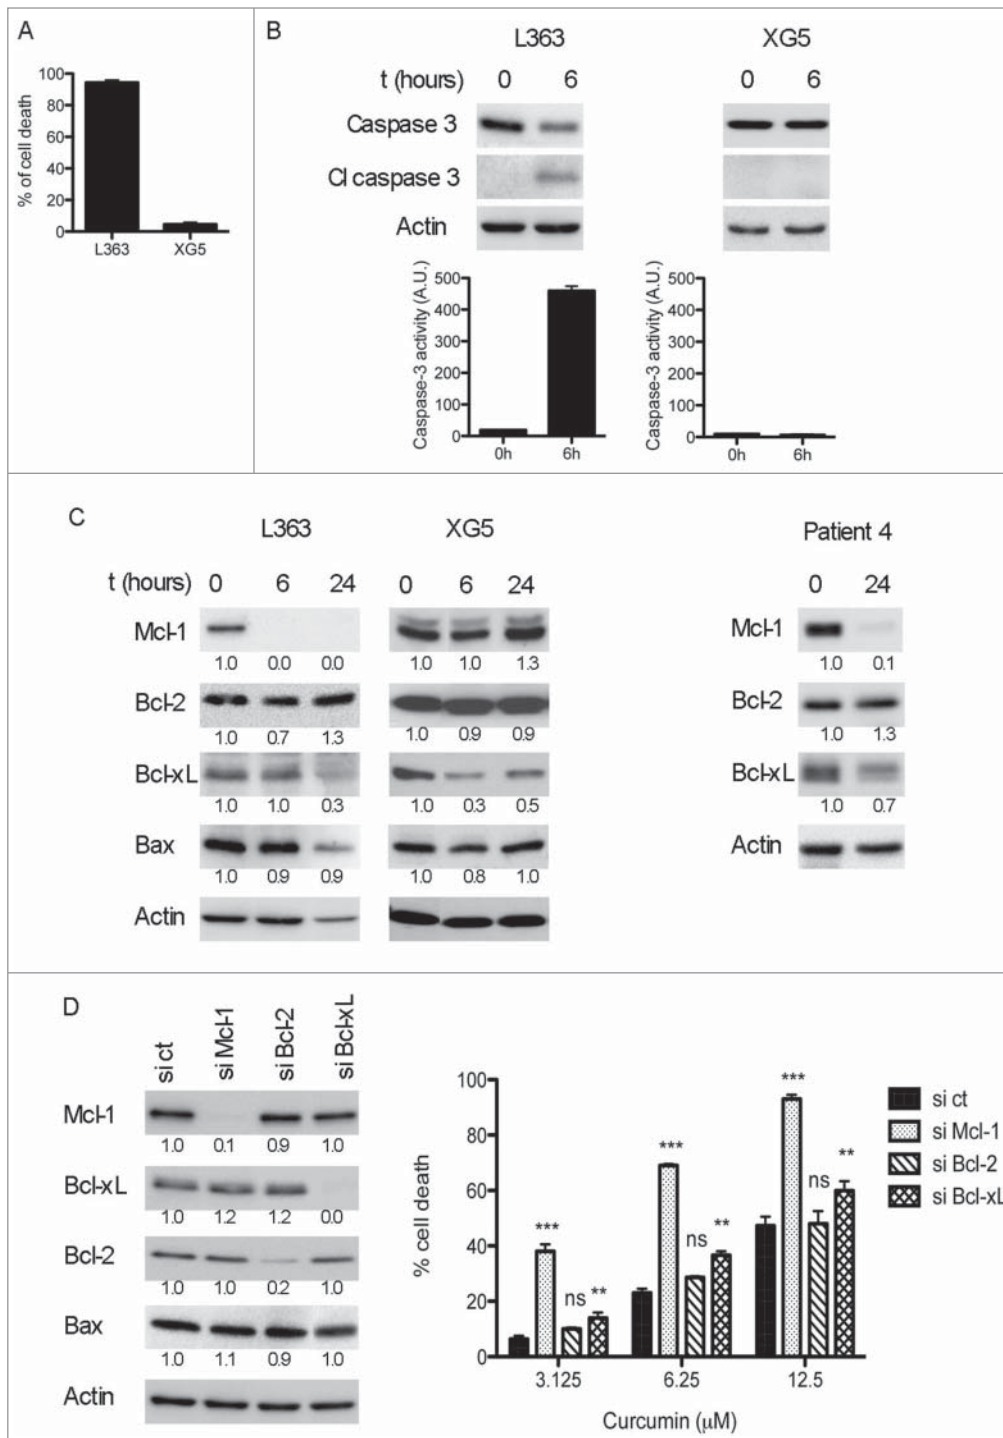 A
% of cell death
100
80
60
40
20
0
L363 XG5
B
L363 XG5
t (hours) 0 6 0 6
Caspase 3
Cl caspase 3
Actin
Caspase-3 activity (A.U.)
500
400
300
200
100
0
0h 6h
Caspase-3 activity (A.U.)
500
400
300
200
100
0
0h 6h
C
L363 XG5
t (hours) 0 6 24 0 6 24
Mcl-1
1.0 0.0 0.0 1.0 1.0 1.3
Bcl-2
1.0 0.7 1.3 1.0 0.9 0.9
Bcl-xL
1.0 1.0 0.3 1.0 0.3 0.5
Bax
1.0 0.9 0.9 1.0 0.8 1.0
Actin
Patient 4
0 24
Mcl-1
1.0 0.1
Bcl-2
1.0 1.3
Bcl-xL
1.0 0.7
Actin
D
si ct si Mcl-1 si Bcl-2 si Bcl-xL
Mcl-1
1.0 0.1 0.9 1.0
Bcl-xL
1.0 1.2 1.2 0.0
Bcl-2
1.0 1.0 0.2 1.0
Bax
1.0 1.1 0.9 1.0
Actin
% cell death
100
80
60
40
20
0
*** ns **
*** ns **
*** ns **
3.125 6.25 12.5
Curcumin (μM)
si ct
si Mcl-1
si Bcl-2
si Bcl-xL